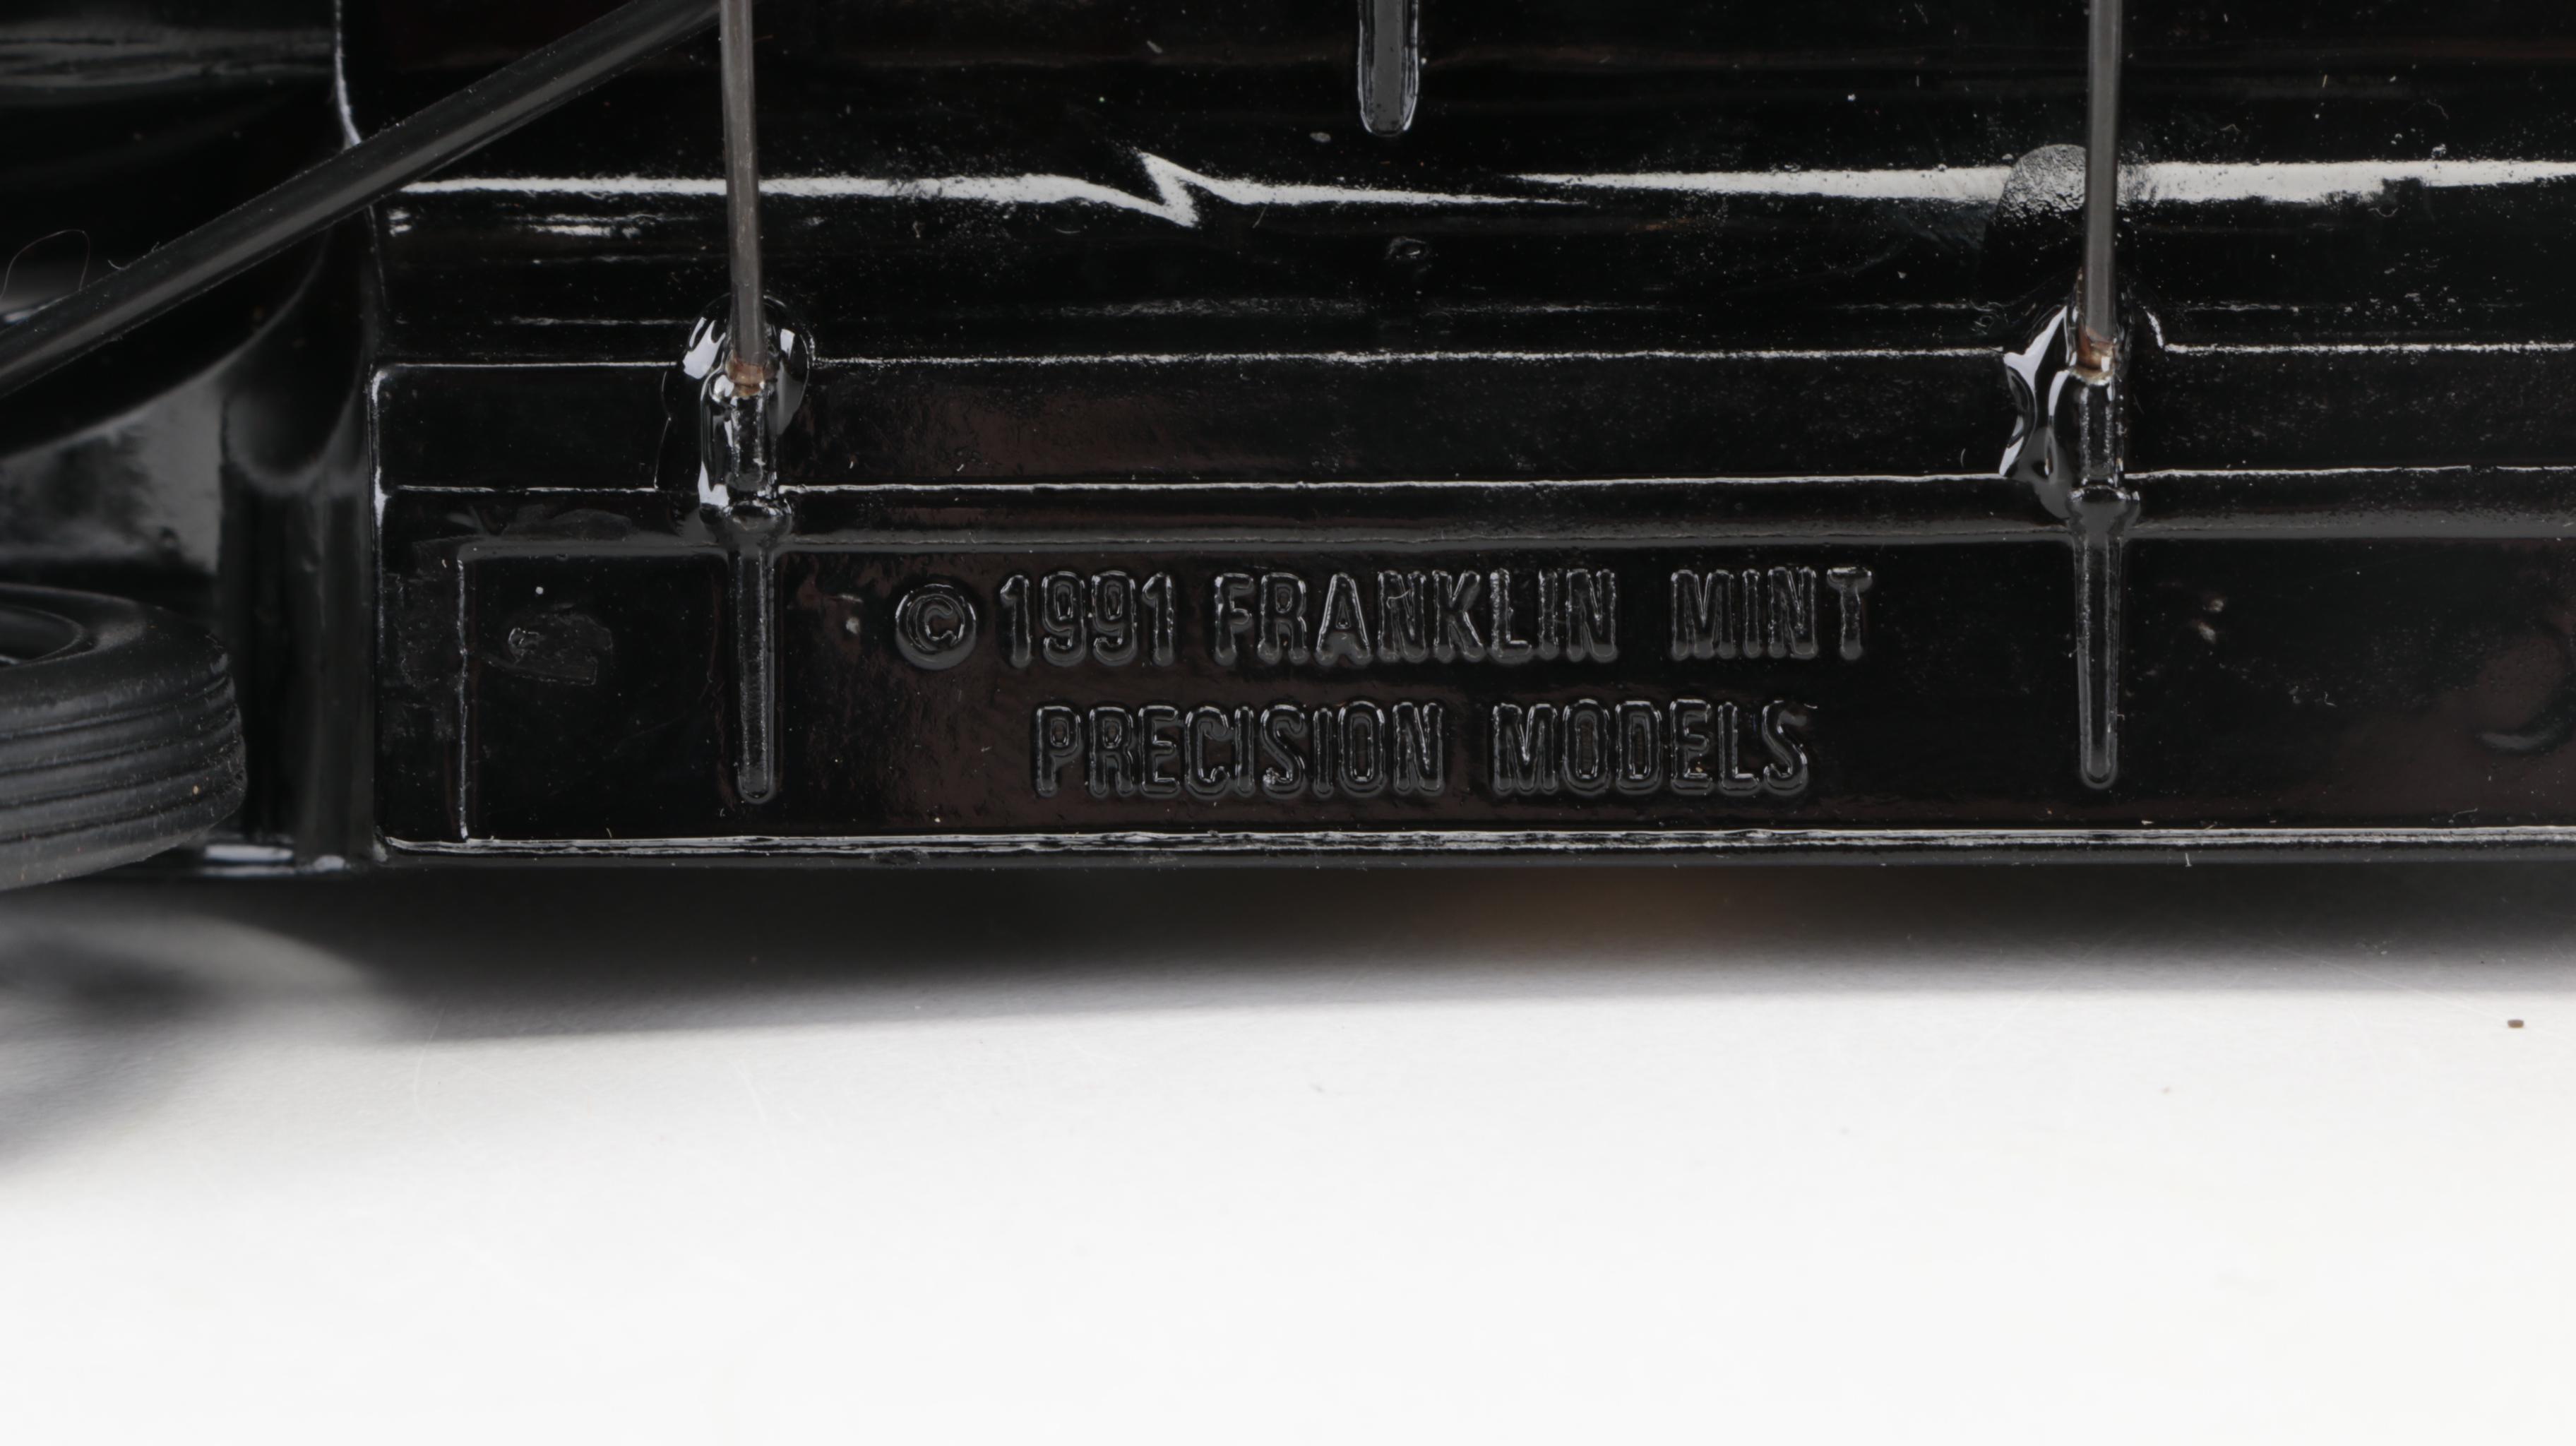 © 1991 FRANKLIN MINT
PRECISION MODELS